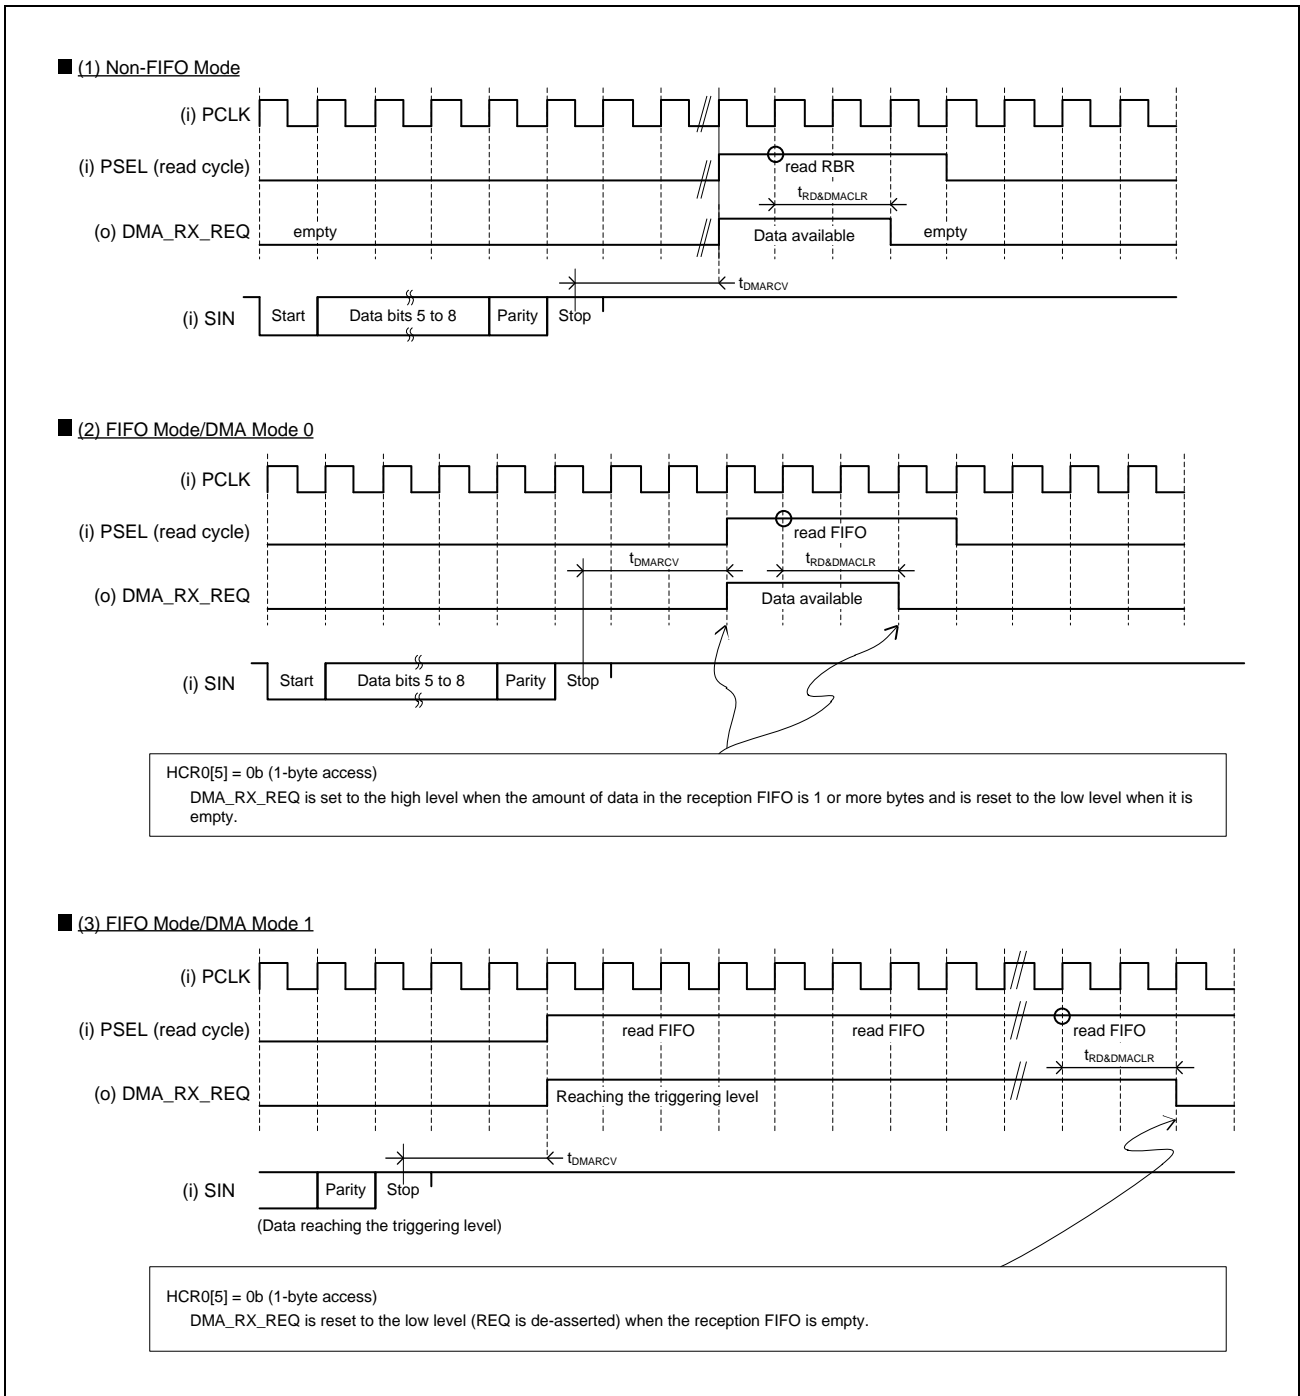 (1) Non-FIFO Mode
(i) PCLK
(i) PSEL (read cycle)
read RBR
tRD&DMACLR
(o) DMA_RX_REQ
empty
Data available
empty
tDMARCV
(i) SIN
Start
Data bits 5 to 8
Parity
Stop
(2) FIFO Mode/DMA Mode 0
(i) PCLK
(i) PSEL (read cycle)
read FIFO
tDMARCV
tRD&DMACLR
(o) DMA_RX_REQ
Data available
(i) SIN
Start
Data bits 5 to 8
Parity
Stop
HCR0[5] = 0b (1-byte access)
DMA_RX_REQ is set to the high level when the amount of data in the reception FIFO is 1 or more bytes and is reset to the low level when it is
empty.
(3) FIFO Mode/DMA Mode 1
(i) PCLK
(i) PSEL (read cycle)
read FIFO
read FIFO
read FIFO
tRD&DMACLR
(o) DMA_RX_REQ
Reaching the triggering level
tDMARCV
(i) SIN
Parity
Stop
(Data reaching the triggering level)
HCR0[5] = 0b (1-byte access)
DMA_RX_REQ is reset to the low level (REQ is de-asserted) when the reception FIFO is empty.